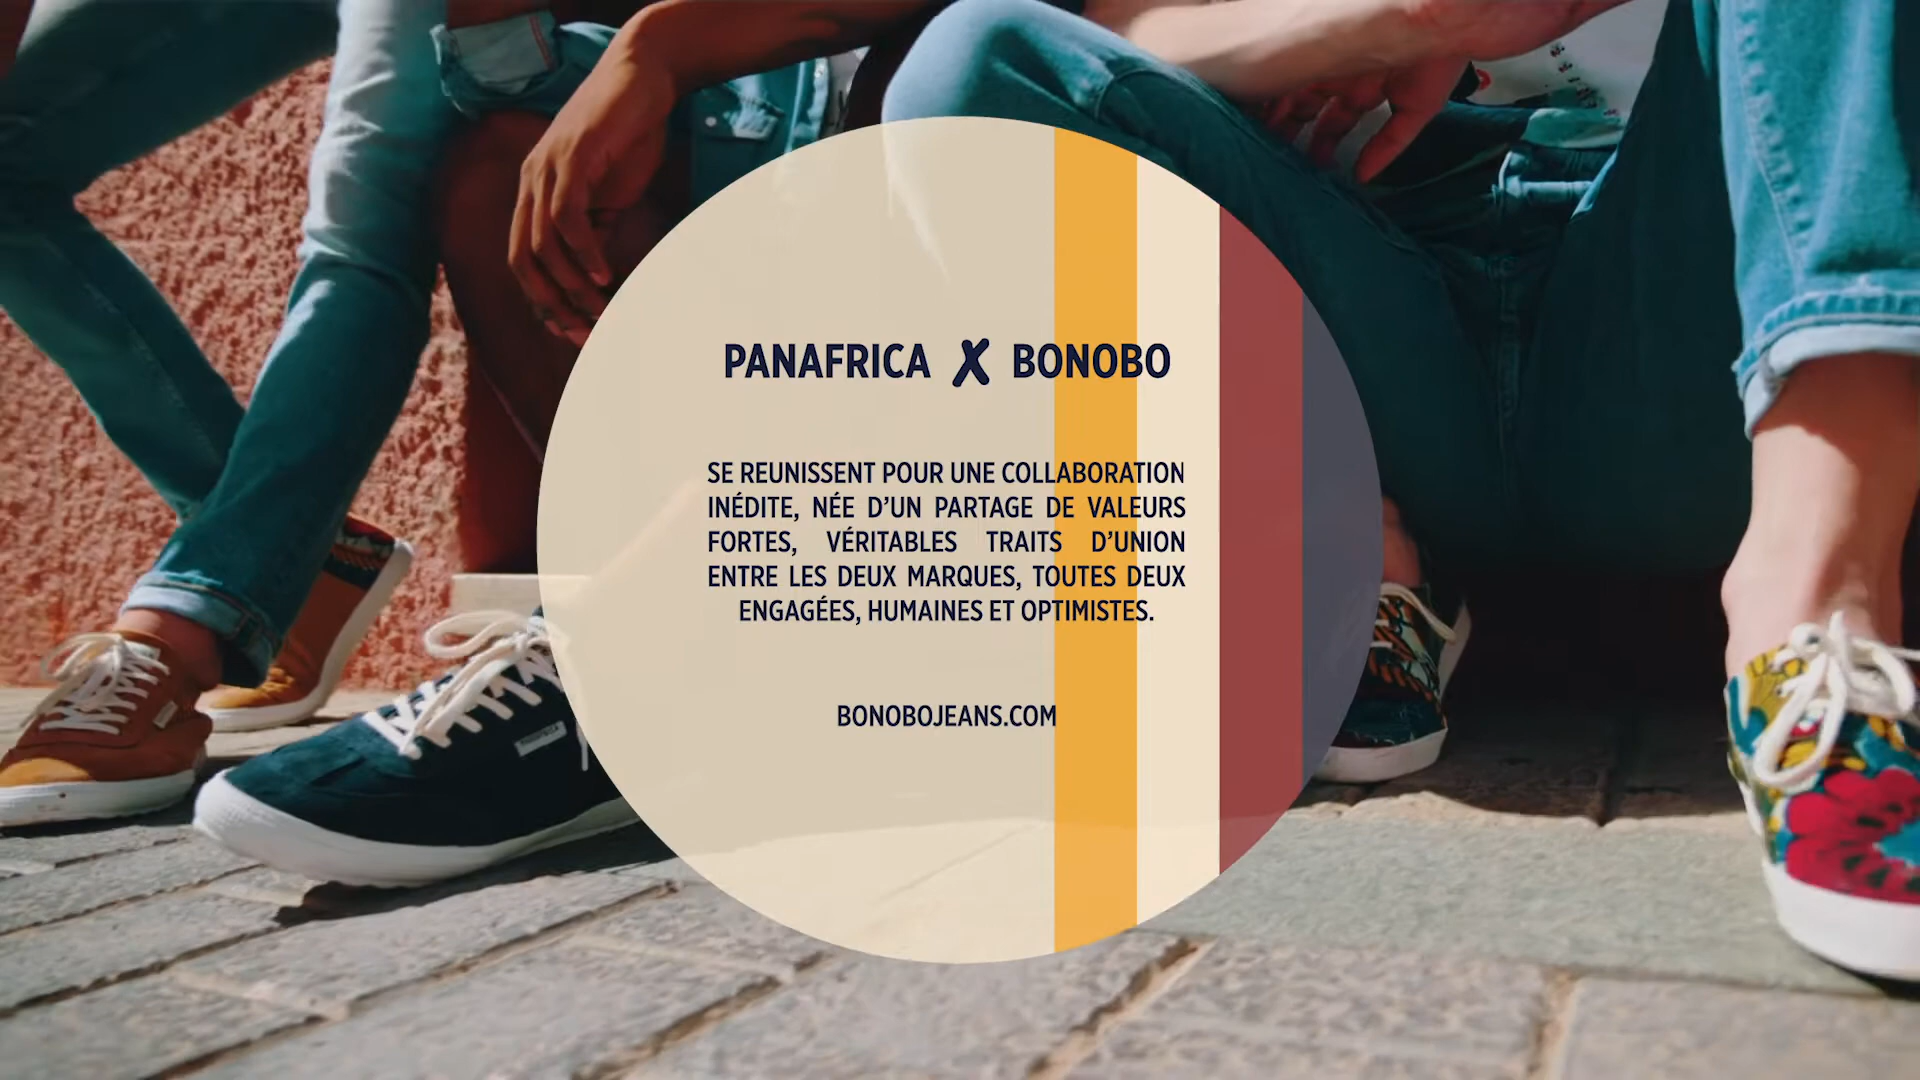 PANAFRICA X BONOBO
SE REUNISSENT POUR UNE COLLABORATION
INÉDITE, NÉE D'UN PARTAGE DE VALEURS
FORTES, VÉRITABLES TRAITS D'UNION
ENTRE LES DEUX MARQUES, TOUTES DEUX
ENGAGÉES, HUMAINES ET OPTIMISTES.
BONOBOJEANS.COM